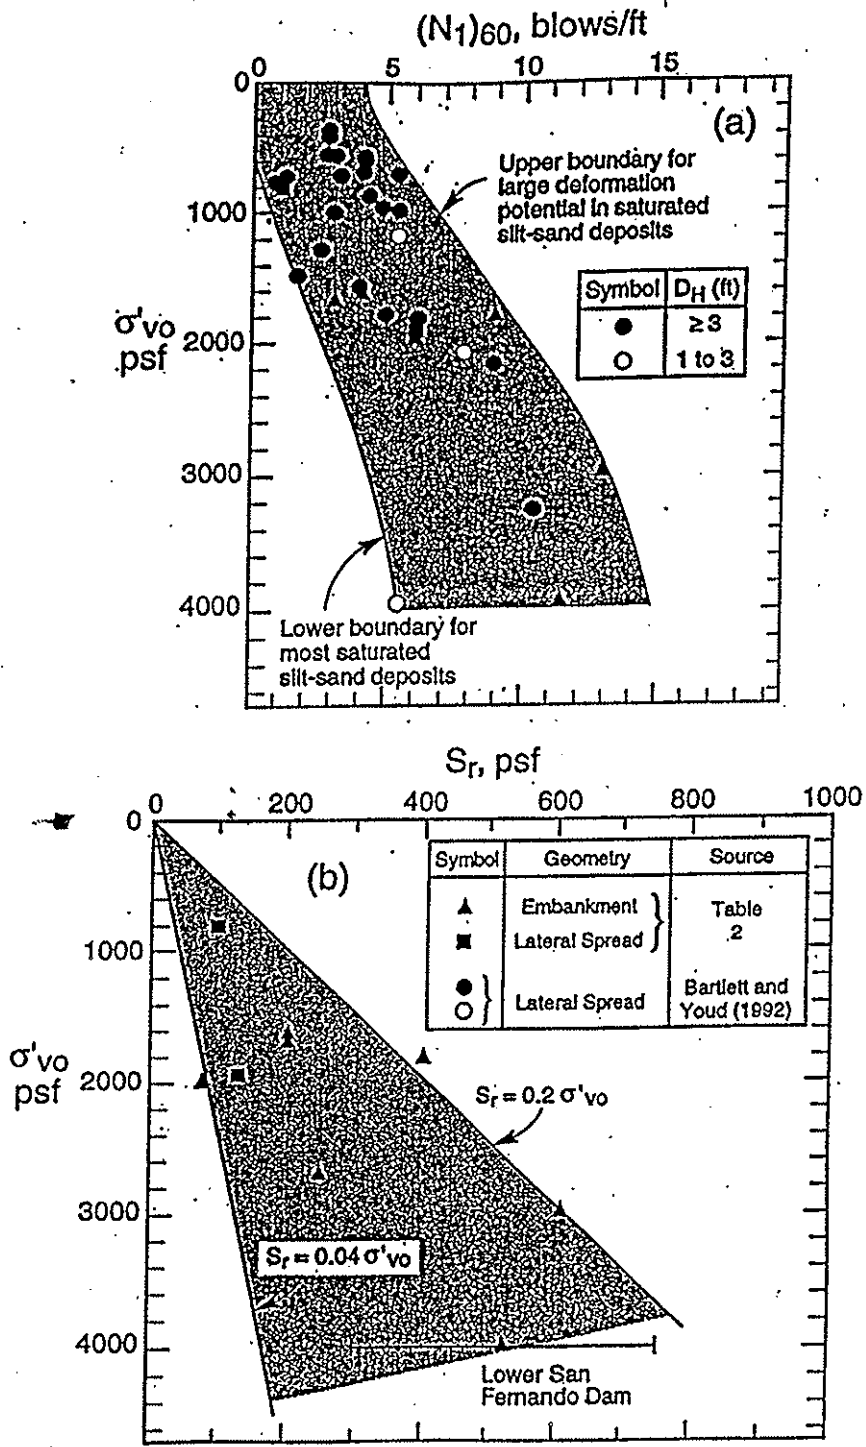 (N1)60, blows/ft
0 5 10 15
0
(a)
Upper boundary for
large deformation
potential in saturated
silt-sand deposits
1000
Symbol DH (ft)
● ≥3
○ 1 to 3
σ'vo
psf
2000
3000
4000
Lower boundary for
most saturated
silt-sand deposits
Sr, psf
0 200 400 600 800 1000
0
(b)
Symbol Geometry Source
▲ Embankment } Table
■ Lateral Spread 2
● } Lateral Spread Bartlett and
○ Youd (1992)
1000
σ'vo
psf
2000
Sr = 0.2 σ'vo
3000
Sr = 0.04 σ'vo
4000
Lower San
Fernando Dam